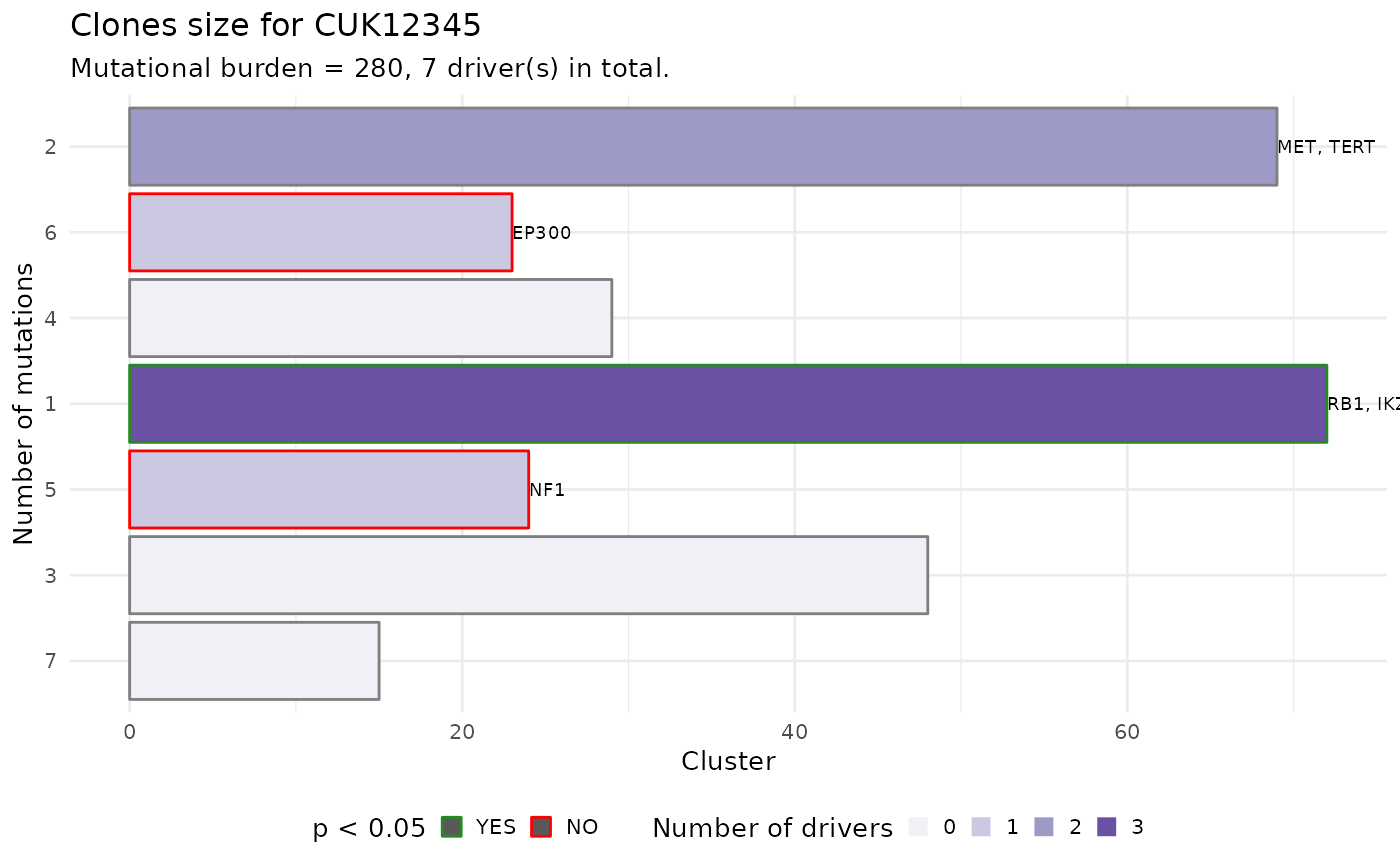 Clones size for CUK12345
Mutational burden = 280, 7 driver(s) in total.
Number of mutations
2
MET, TERT
6
EP300
4
1
RB1, IKZ
5
NF1
3
7
0 20 40 60
Cluster
p < 0.05 YES NO Number of drivers 0 1 2 3